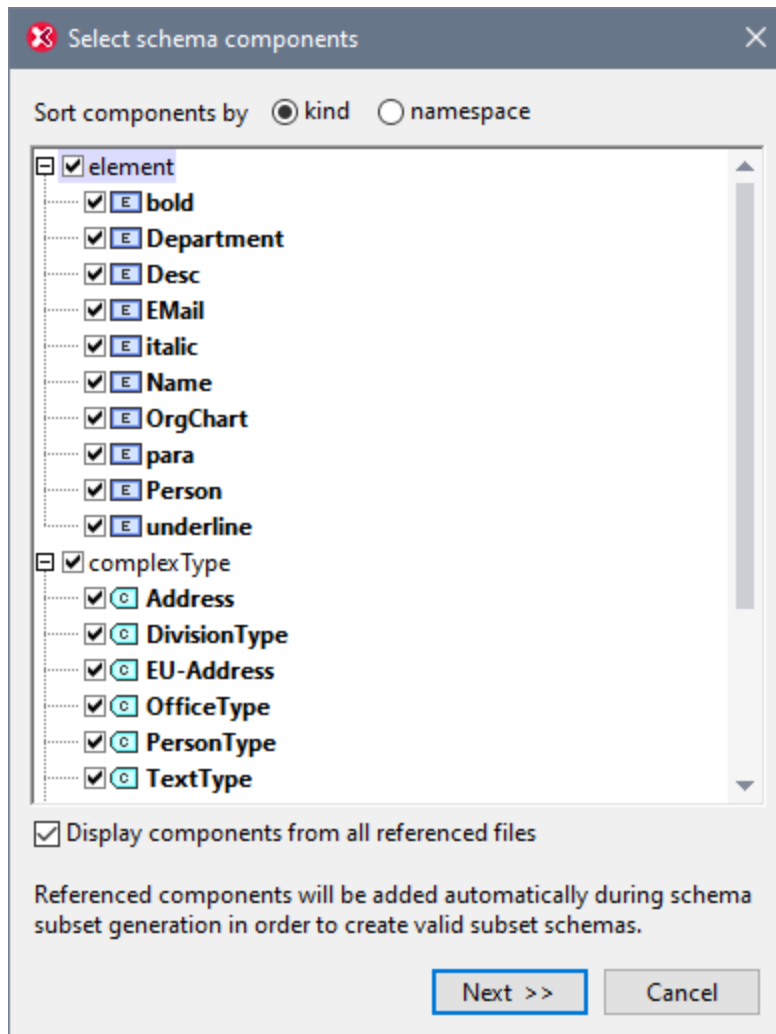 Select schema components
Sort components by kind namespace
element
E bold
E Department
E Desc
E EMail
E italic
E Name
E OrgChart
E para
E Person
E underline
complexType
C Address
C DivisionType
C EU-Address
C OfficeType
C PersonType
C TextType
Display components from all referenced files
Referenced components will be added automatically during schema
subset generation in order to create valid subset schemas.
Next >> Cancel